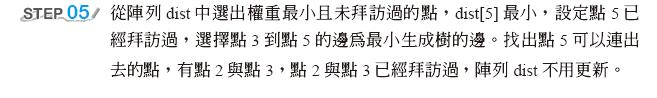 STEP 05 從陣列 dist 中選出權重最小且未拜訪過的點，dist[5] 最小，設定點 5 已
經拜訪過，選擇點 3 到點 5 的邊為最小生成樹的邊。找出點 5 可以連出
去的點，有點 2 與點 3，點 2 與點 3 已經拜訪過，陣列 dist 不用更新。